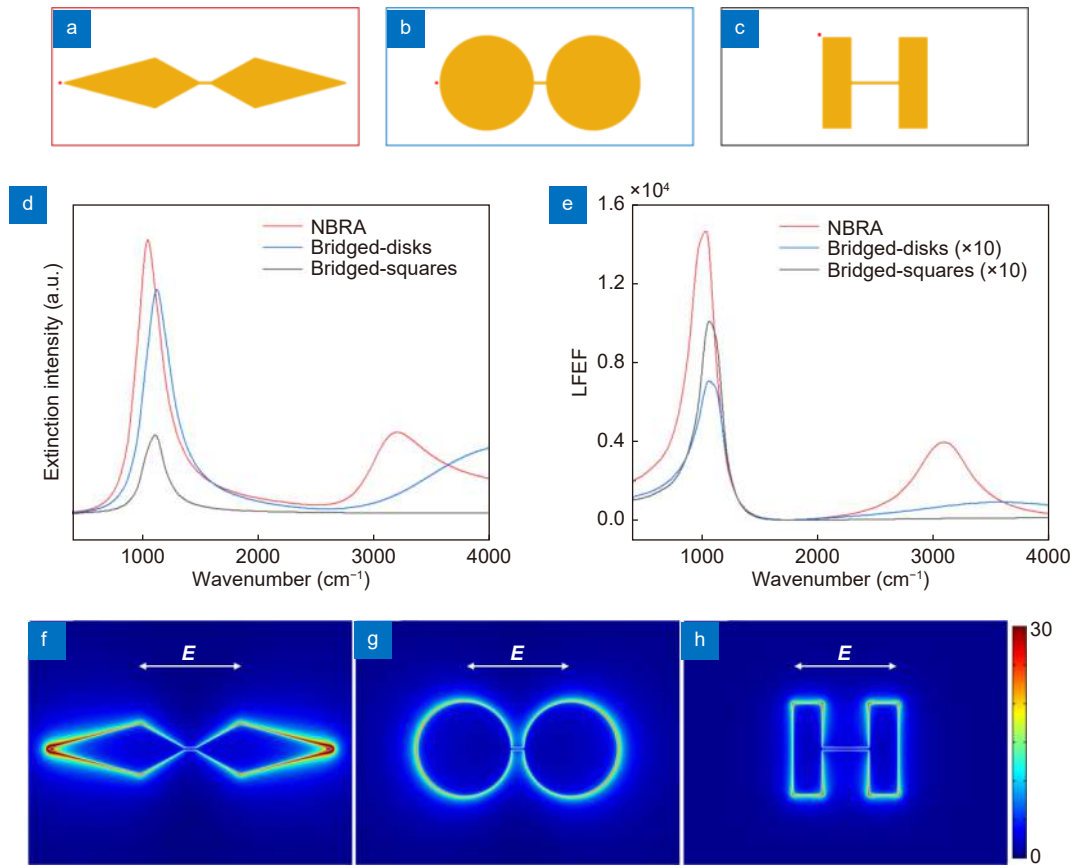 a
b
c
d
Extinction intensity (a.u.)
NBRA
Bridged-disks
Bridged-squares
1000
2000
3000
4000
Wavenumber (cm⁻¹)
e
×10⁴
1.6
1.2
0.8
0.4
0.0
LFEF
NBRA
Bridged-disks (×10)
Bridged-squares (×10)
1000
2000
3000
4000
Wavenumber (cm⁻¹)
f
E
g
E
h
E
30
0